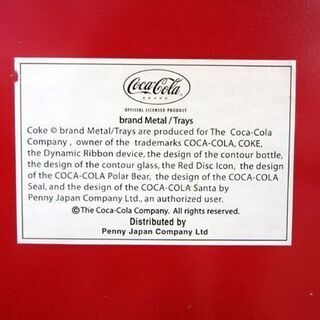 Coca-Cola
BRAND
OFFICIAL LICENSED PRODUCT
brand Metal/Trays
Coke © brand Metal/Trays are produced for The Coca-Cola
Company , owner of the trademarks COCA-COLA, COKE,
the Dynamic Ribbon device, the design of the contour bottle,
the design of the contour glass, the Red Disc Icon, the design
of the COCA-COLA Polar Bear, the design of the COCA-COLA
Seal, and the design of the COCA-COLA Santa by
Penny Japan Company Ltd., an authorized user.
©The Coca-Cola Company. All rights reserved.
Distributed by
Penny Japan Company Ltd